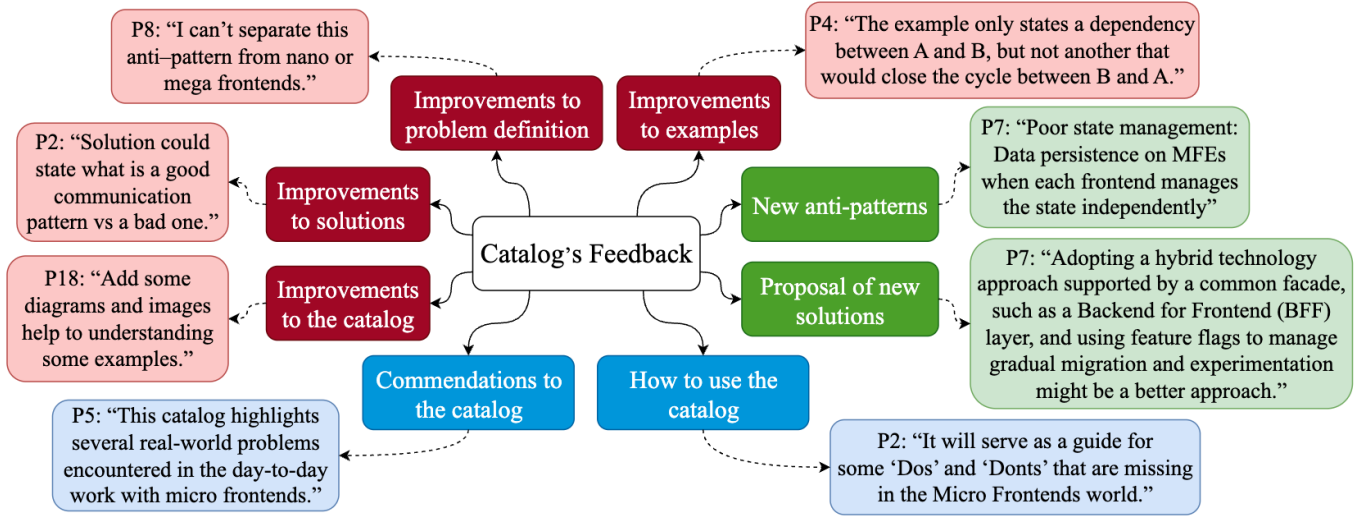 P8: “I can’t separate this
anti–pattern from nano or
mega frontends.”
P4: “The example only states a dependency
between A and B, but not another that
would close the cycle between B and A.”
Improvements to
problem definition
Improvements
to examples
P2: “Solution could
state what is a good
communication
pattern vs a bad one.”
Improvements
to solutions
New anti-patterns
P7: “Poor state management:
Data persistence on MFEs
when each frontend manages
the state independently”
Catalog’s Feedback
P18: “Add some
diagrams and images
help to understanding
some examples.”
Improvements
to the catalog
Proposal of new
solutions
P7: “Adopting a hybrid technology
approach supported by a common facade,
such as a Backend for Frontend (BFF)
layer, and using feature flags to manage
gradual migration and experimentation
might be a better approach.”
Commendations to
the catalog
How to use the
catalog
P5: “This catalog highlights
several real-world problems
encountered in the day-to-day
work with micro frontends.”
P2: “It will serve as a guide for
some ‘Dos’ and ‘Donts’ that are missing
in the Micro Frontends world.”